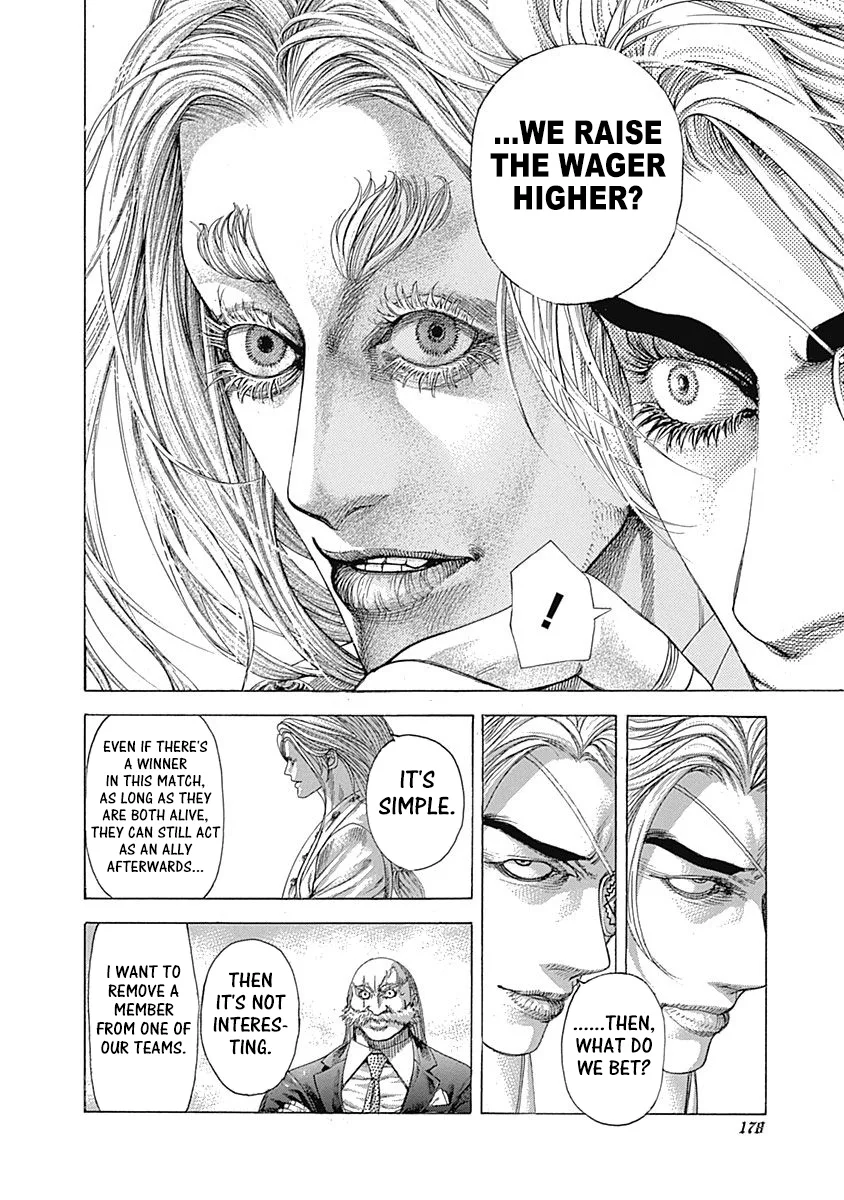 ...WE RAISE
THE WAGER
HIGHER?
!
......THEN,
WHAT DO
WE BET?
IT'S
SIMPLE.
EVEN IF THERE'S
A WINNER
IN THIS MATCH,
AS LONG AS THEY
ARE BOTH ALIVE,
THEY CAN STILL ACT
AS AN ALLY
AFTERWARDS...
THEN
IT'S NOT
INTERES-
TING.
I WANT TO
REMOVE A
MEMBER
FROM ONE OF
OUR TEAMS.
178